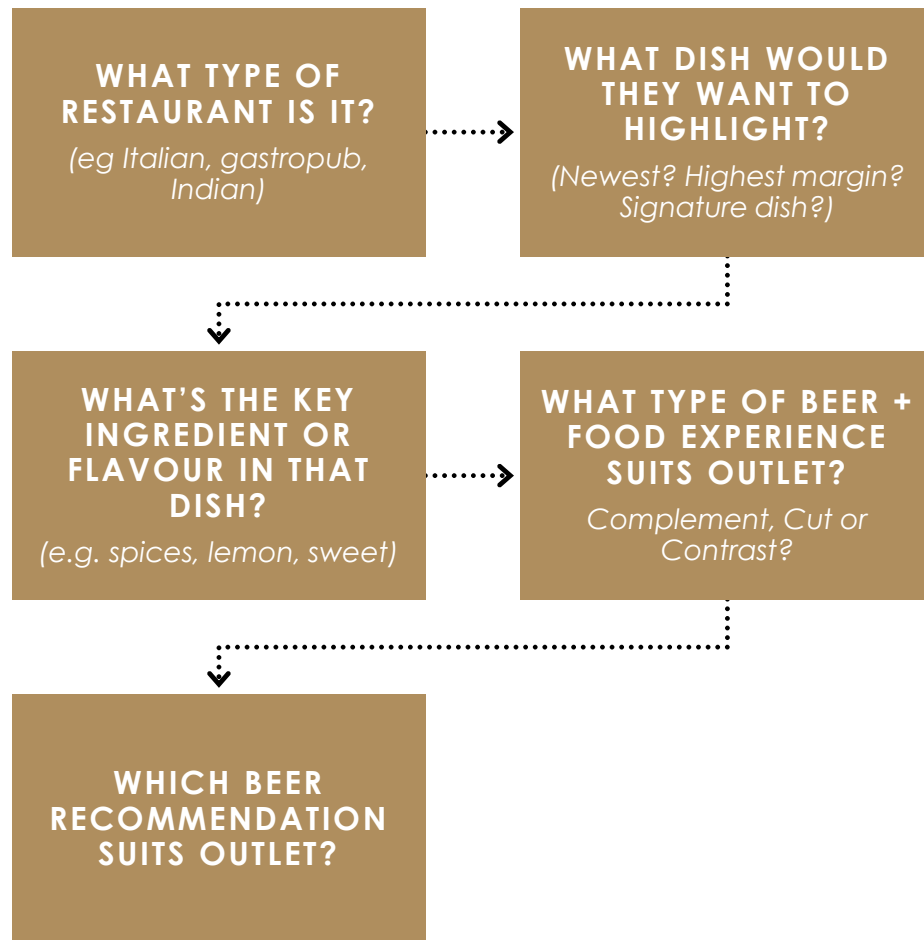 WHAT TYPE OF
RESTAURANT IS IT?
(eg Italian, gastropub,
Indian)
WHAT DISH WOULD
THEY WANT TO
HIGHLIGHT?
(Newest? Highest margin?
Signature dish?)
WHAT’S THE KEY
INGREDIENT OR
FLAVOUR IN THAT
DISH?
(e.g. spices, lemon, sweet)
WHAT TYPE OF BEER +
FOOD EXPERIENCE
SUITS OUTLET?
Complement, Cut or
Contrast?
WHICH BEER
RECOMMENDATION
SUITS OUTLET?